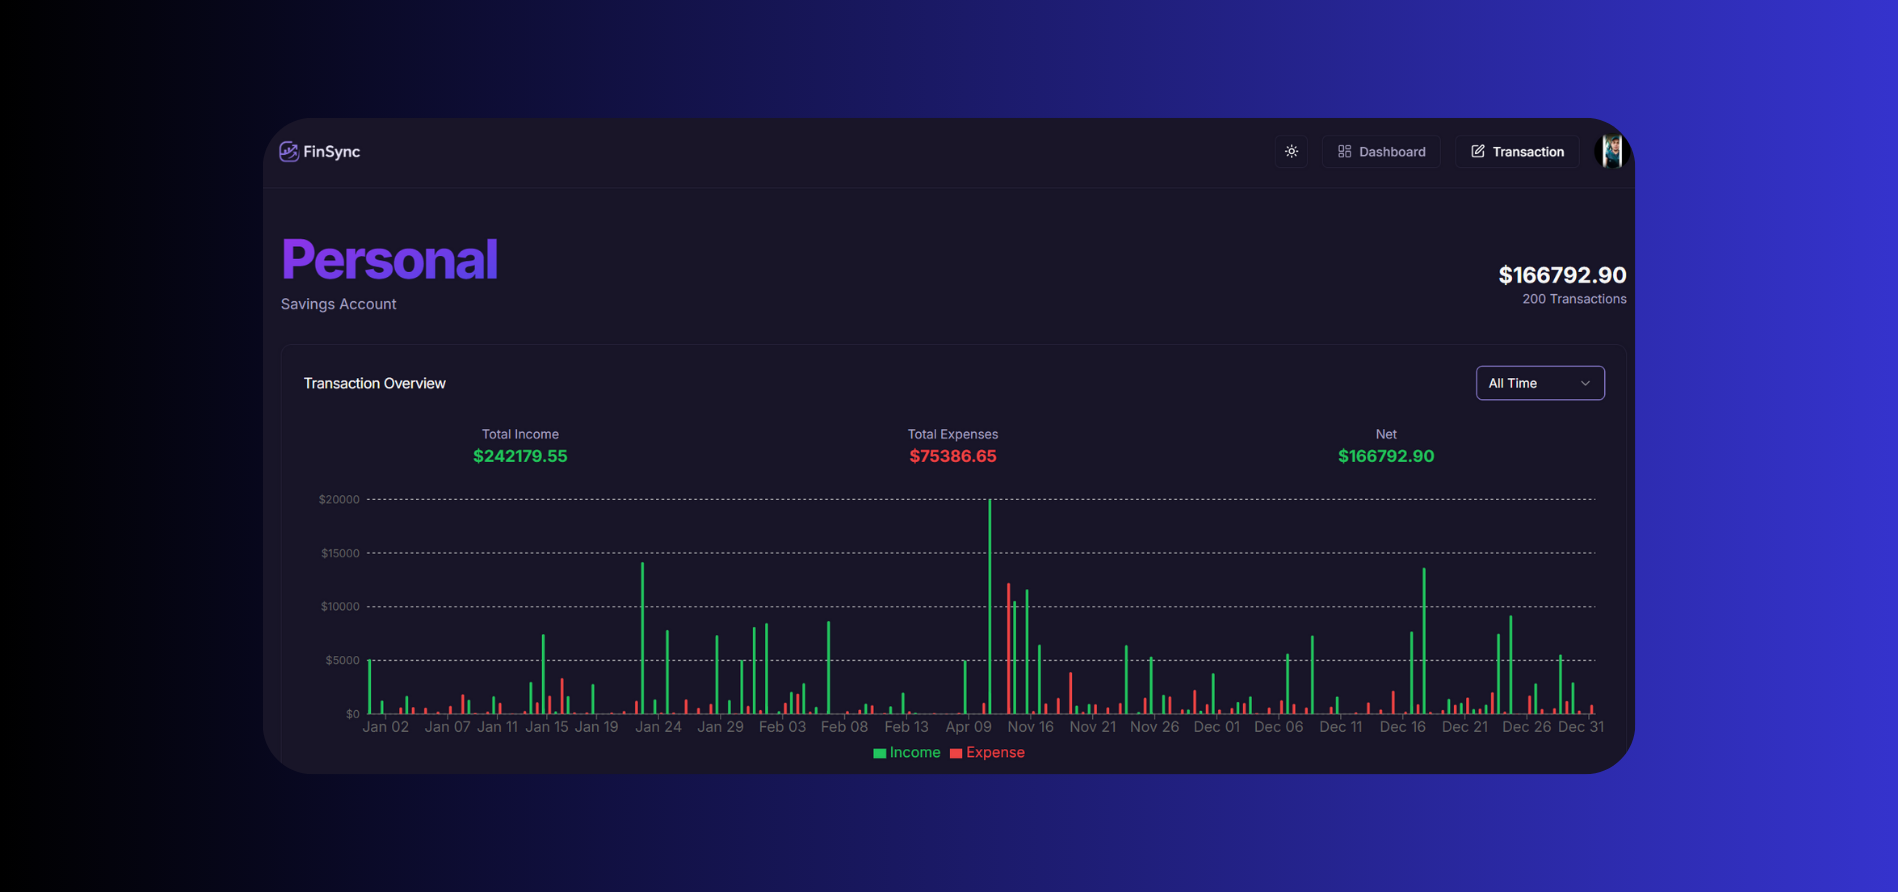 FinSync
Dashboard
Transaction
Personal
Savings Account
$166792.90
200 Transactions
Transaction Overview
All Time
Total Income
$242179.55
Total Expenses
$75386.65
Net
$166792.90
$20000
$15000
$10000
$5000
$0
Jan 02 Jan 07 Jan 11 Jan 15 Jan 19 Jan 24 Jan 29 Feb 03 Feb 08 Feb 13 Apr 09 Nov 16 Nov 21 Nov 26 Dec 01 Dec 06 Dec 11 Dec 16 Dec 21 Dec 26 Dec 31
Income Expense